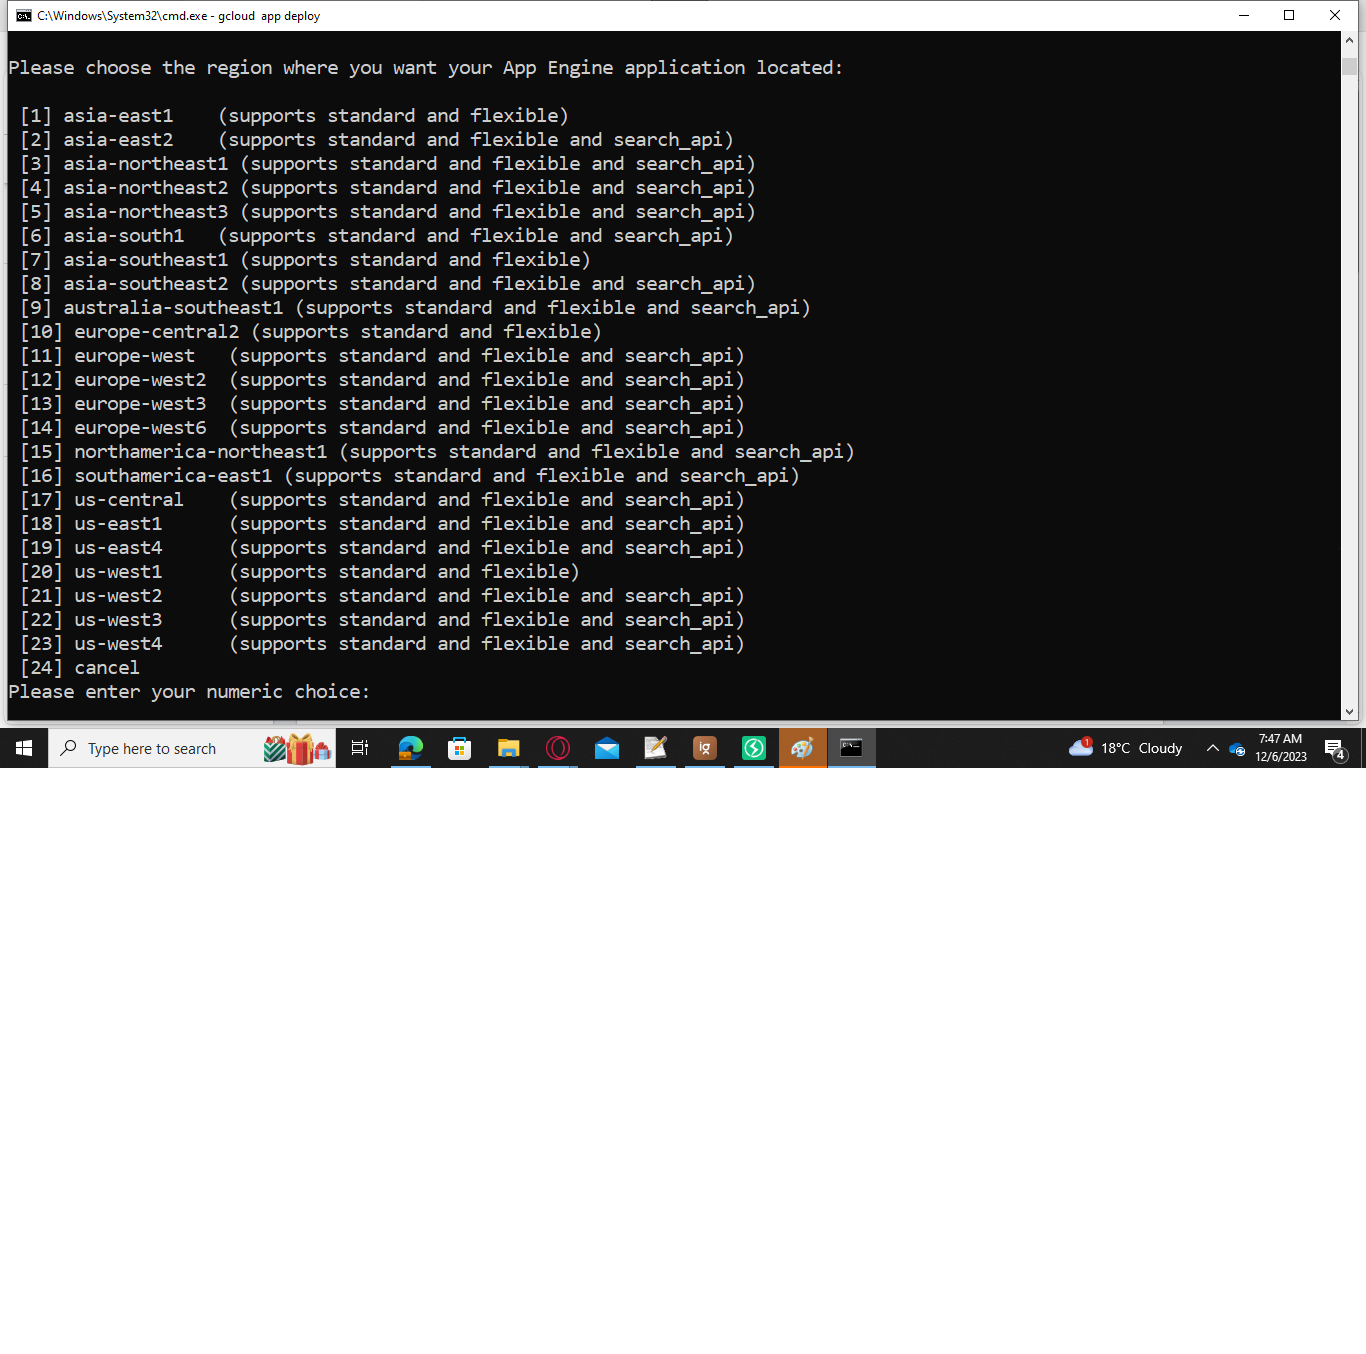 C:\Windows\System32\cmd.exe - gcloud  app deploy
Please choose the region where you want your App Engine application located:
[1] asia-east1    (supports standard and flexible)
[2] asia-east2    (supports standard and flexible and search_api)
[3] asia-northeast1 (supports standard and flexible and search_api)
[4] asia-northeast2 (supports standard and flexible and search_api)
[5] asia-northeast3 (supports standard and flexible and search_api)
[6] asia-south1   (supports standard and flexible and search_api)
[7] asia-southeast1 (supports standard and flexible)
[8] asia-southeast2 (supports standard and flexible and search_api)
[9] australia-southeast1 (supports standard and flexible and search_api)
[10] europe-central2 (supports standard and flexible)
[11] europe-west   (supports standard and flexible and search_api)
[12] europe-west2  (supports standard and flexible and search_api)
[13] europe-west3  (supports standard and flexible and search_api)
[14] europe-west6  (supports standard and flexible and search_api)
[15] northamerica-northeast1 (supports standard and flexible and search_api)
[16] southamerica-east1 (supports standard and flexible and search_api)
[17] us-central    (supports standard and flexible and search_api)
[18] us-east1      (supports standard and flexible and search_api)
[19] us-east4      (supports standard and flexible and search_api)
[20] us-west1      (supports standard and flexible)
[21] us-west2      (supports standard and flexible and search_api)
[22] us-west3      (supports standard and flexible and search_api)
[23] us-west4      (supports standard and flexible and search_api)
[24] cancel
Please enter your numeric choice:
Type here to search
ig
1
18°C Cloudy
7:47 AM
12/6/2023
4